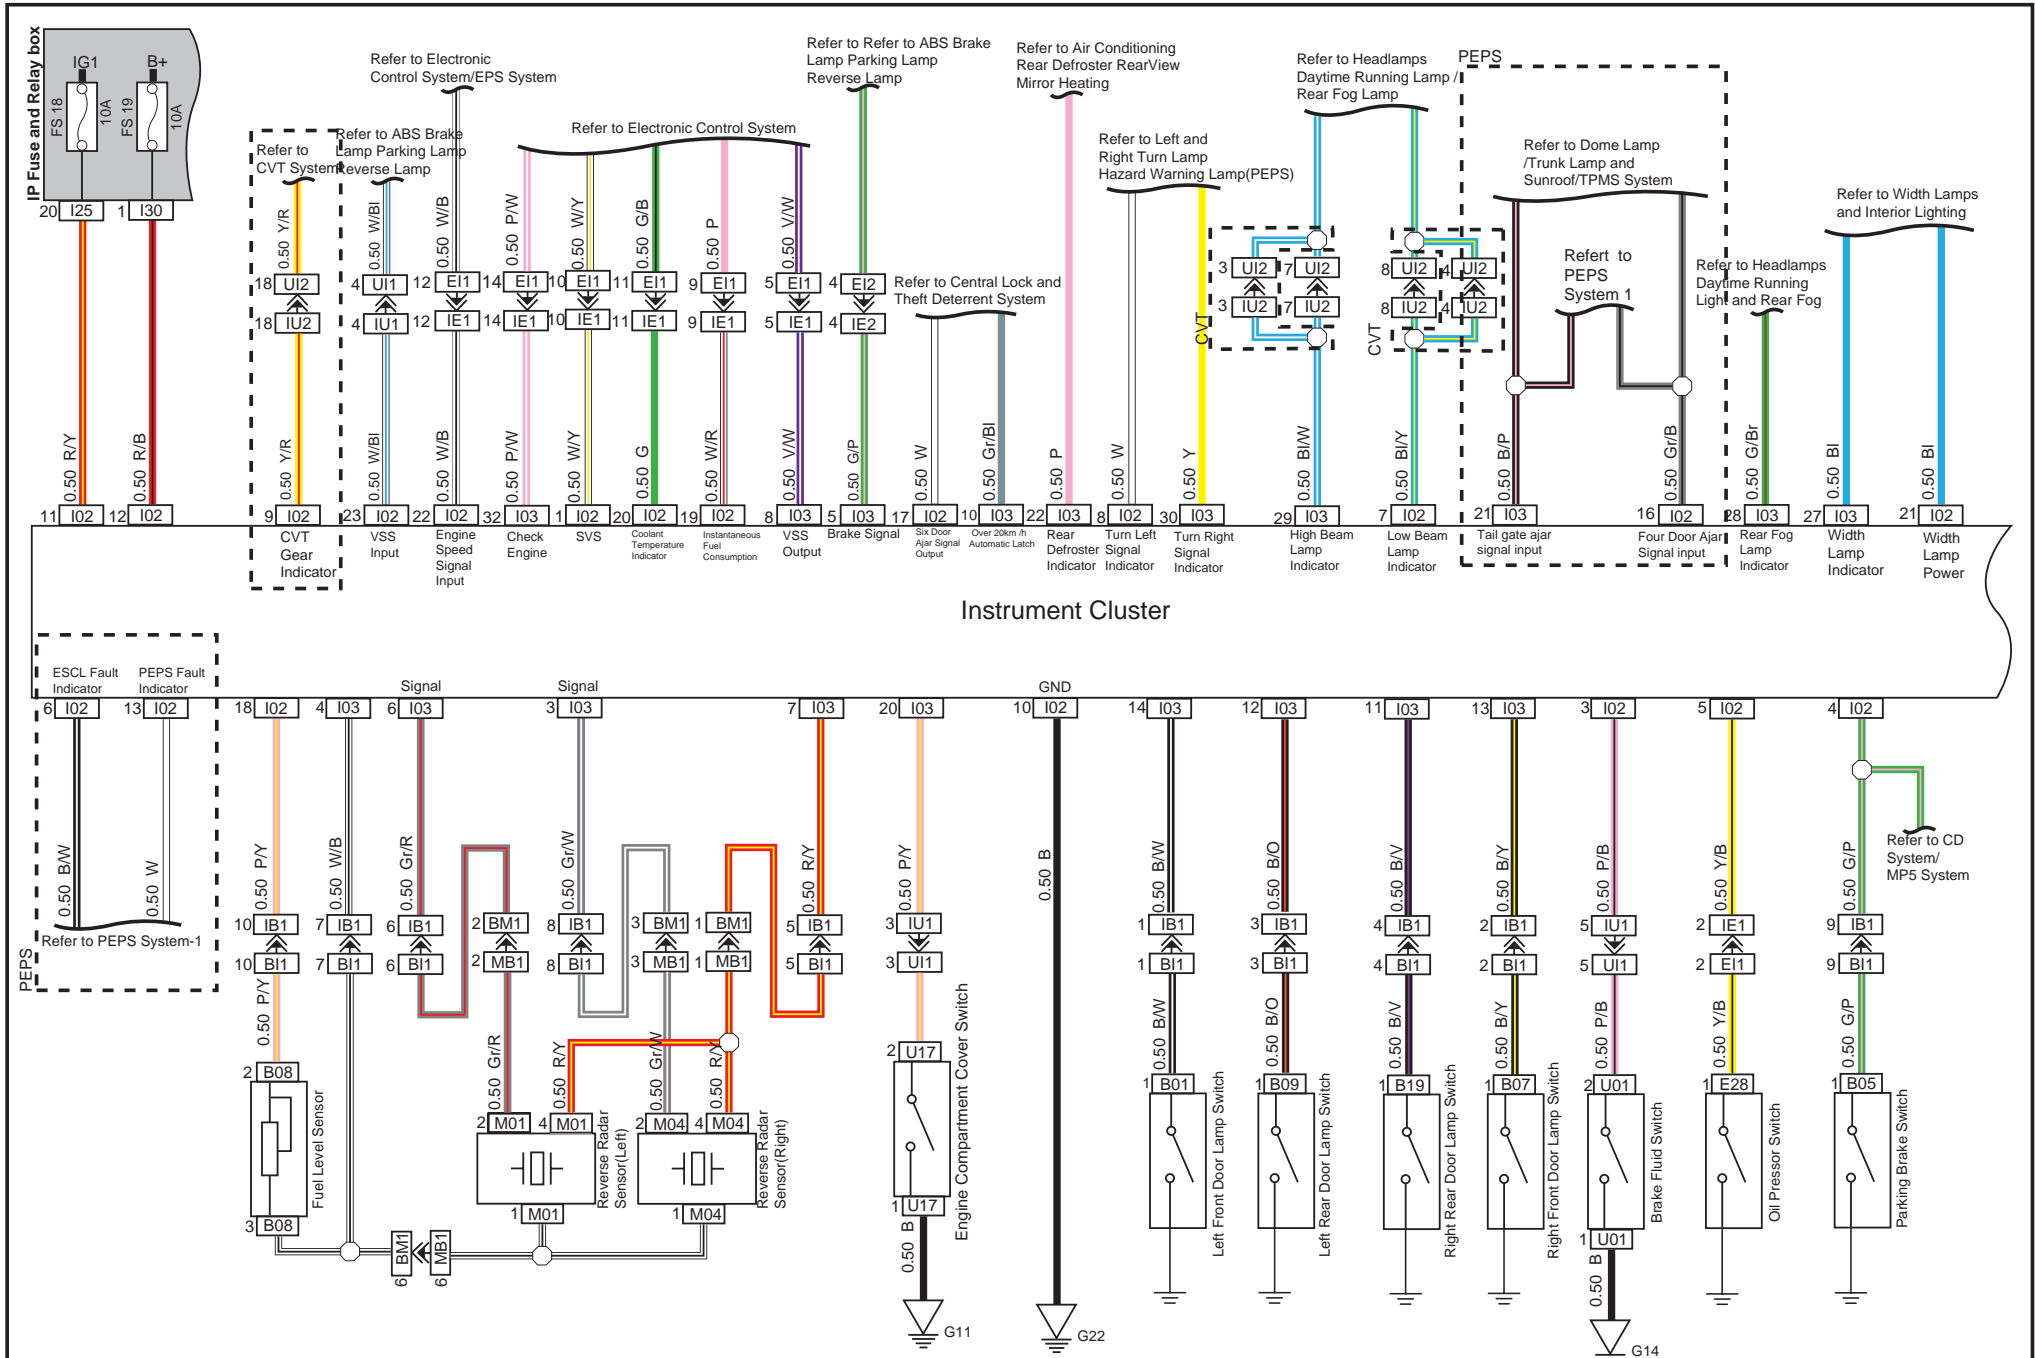 IP Fuse and Relay box
IG1
B+
FS 18
10A
FS 19
10A
20 I25
1 I30
0.50 R/Y
0.50 R/B
11 I02
12 I02
Refer to
CVT System
0.50 Y/R
18 UI2
18 IU2
0.50 Y/R
9 I02
CVT
Gear
Indicator
Refer to ABS Brake
Lamp Parking Lamp
Reverse Lamp
0.50 W/Bl
4 UI1
4 IU1
0.50 W/Bl
23 I02
VSS
Input
Refer to Electronic
Control System/EPS System
0.50 W/B
12 EI1
12 IE1
0.50 W/B
22 I02
Engine
Speed
Signal
Input
Refer to Electronic Control System
0.50 P/W
14 EI1
14 IE1
0.50 P/W
32 I03
Check
Engine
0.50 W/Y
10 EI1
10 IE1
0.50 W/Y
1 I02
SVS
0.50 G/B
11 EI1
11 IE1
0.50 G
20 I02
Coolant
Temperature
Indicator
0.50 P
9 EI1
9 IE1
0.50 W/R
19 I02
Instantaneous
Fuel
Consumption
0.50 V/W
5 EI1
5 IE1
0.50 V/W
8 I03
VSS
Output
Refer to Refer to ABS Brake
Lamp Parking Lamp
Reverse Lamp
4 EI2
4 IE2
0.50 G/P
5 I03
Brake Signal
Refer to Central Lock and
Theft Deterrent System
0.50 W
17 I02
Six Door
Ajar Signal
Output
0.50 Gr/Bl
10 I03
Over 20km /h
Automatic Latch
Refer to Air Conditioning
Rear Defroster RearView
Mirror Heating
0.50 P
22 I03
Rear
Defroster
Indicator
Refer to Left and
Right Turn Lamp
Hazard Warning Lamp(PEPS)
0.50 W
8 I02
Turn Left
Signal
Indicator
0.50 Y
30 I03
Turn Right
Signal
Indicator
Refer to Headlamps
Daytime Running Lamp /
Rear Fog Lamp
3 UI2
7 UI2
3 IU2
7 IU2
CVT
0.50 Bl/W
29 I03
High Beam
Lamp
Indicator
8 UI2
4 UI2
8 IU2
4 IU2
CVT
0.50 Bl/Y
7 I02
Low Beam
Lamp
Indicator
PEPS
Refer to Dome Lamp
/Trunk Lamp and
Sunroof/TPMS System
Refert to
PEPS
System 1
0.50 B/P
21 I03
Tail gate ajar
signal input
0.50 Gr/B
16 I02
Four Door Ajar
Signal input
Refer to Headlamps
Daytime Running
Light and Rear Fog
0.50 G/Br
28 I03
Rear Fog
Lamp
Indicator
Refer to Width Lamps
and Interior Lighting
0.50 Bl
27 I03
Width
Lamp
Indicator
0.50 Bl
21 I02
Width
Lamp
Power
Instrument Cluster
ESCL Fault
Indicator
6 I02
0.50 B/W
PEPS Fault
Indicator
13 I02
0.50 W
Refer to PEPS System-1
PEPS
18 I02
0.50 P/Y
10 IB1
10 BI1
0.50 P/Y
2 B08
Fuel Level Sensor
3 B08
4 I03
0.50 W/B
7 IB1
7 BI1
6 BM1
6 MB1
Signal
6 I03
0.50 Gr/R
6 IB1
6 BI1
2 BM1
2 MB1
0.50 Gr/R
2 M01
0.50 R/Y
4 M01
Reverse Radar
Sensor(Left)
1 M01
Signal
3 I03
0.50 Gr/W
8 IB1
8 BI1
3 BM1
3 MB1
0.50 Gr/W
2 M04
1 BM1
1 MB1
0.50 R/Y
4 M04
Reverse Radar
Sensor(Right)
1 M04
7 I03
0.50 R/Y
5 IB1
5 BI1
20 I03
0.50 P/Y
3 IU1
3 UI1
2 U17
Engine Compartment Cover Switch
1 U17
0.50 B
G11
GND
10 I02
0.50 B
G22
14 I03
0.50 B/W
1 IB1
1 BI1
0.50 B/W
1 B01
Left Front Door Lamp Switch
12 I03
0.50 B/O
3 IB1
3 BI1
0.50 B/O
1 B09
Left Rear Door Lamp Switch
11 I03
0.50 B/V
4 IB1
4 BI1
0.50 B/V
1 B19
Right Rear Door Lamp Switch
13 I03
0.50 B/Y
2 IB1
2 BI1
0.50 B/Y
1 B07
Right Front Door Lamp Switch
3 I02
0.50 P/B
5 IU1
5 UI1
0.50 P/B
2 U01
Brake Fluid Switch
1 U01
0.50 B
G14
5 I02
0.50 Y/B
2 IE1
2 EI1
0.50 Y/B
1 E28
Oil Pressor Switch
4 I02
Refer to CD
System/
MP5 System
0.50 G/P
9 IB1
9 BI1
0.50 G/P
1 B05
Parking Brake Switch